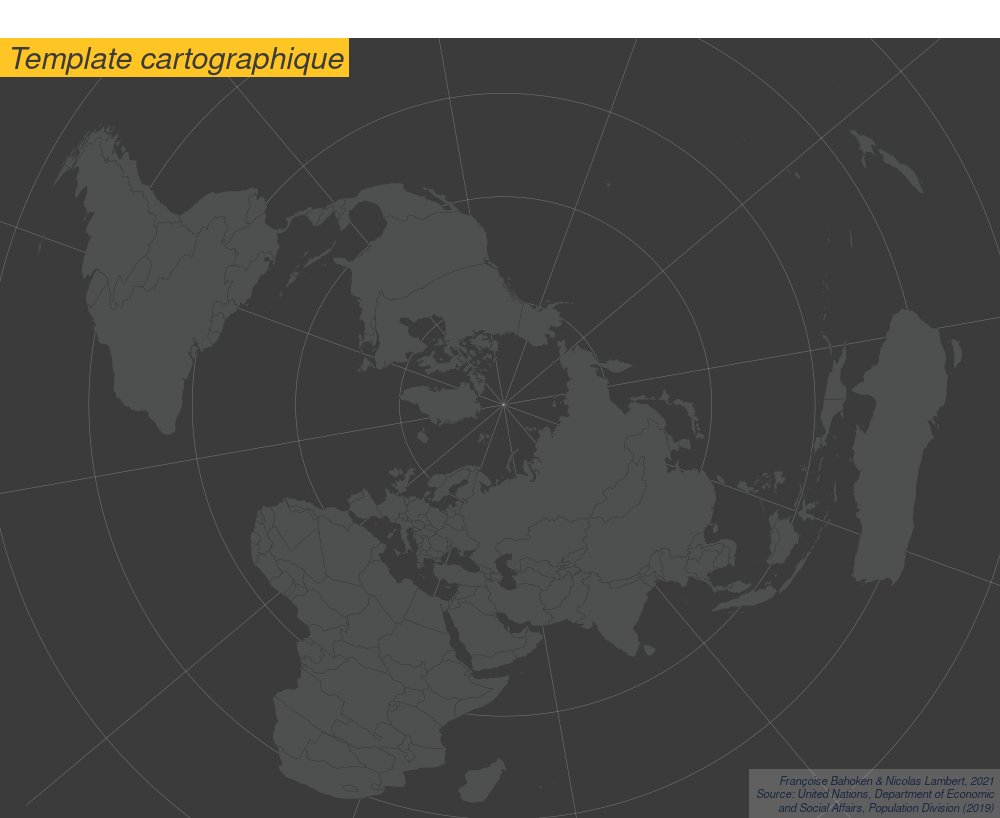 Template cartographique
Françoise Bahoken & Nicolas Lambert, 2021
Source: United Nations, Department of Economic
and Social Affairs, Population Division (2019)